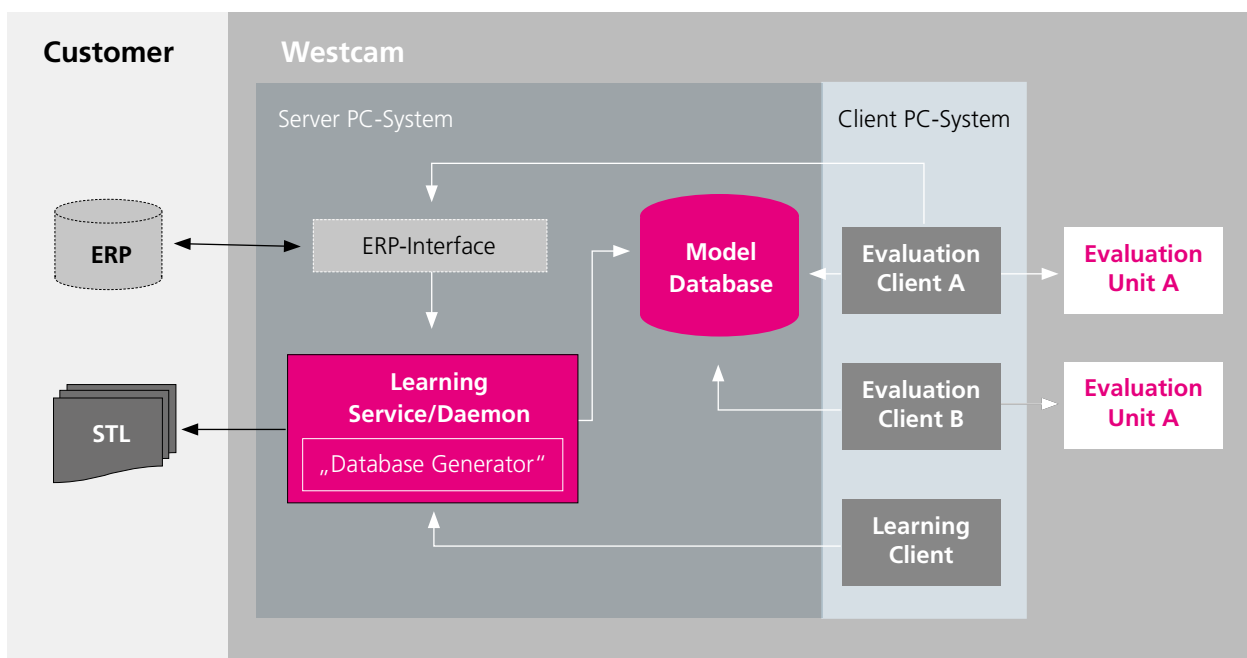 Customer
Westcam
Server PC-System
Client PC-System
ERP
ERP-Interface
Model
Database
Evaluation
Client A
Evaluation
Unit A
STL
Learning
Service/Daemon
„Database Generator“
Evaluation
Client B
Evaluation
Unit A
Learning
Client